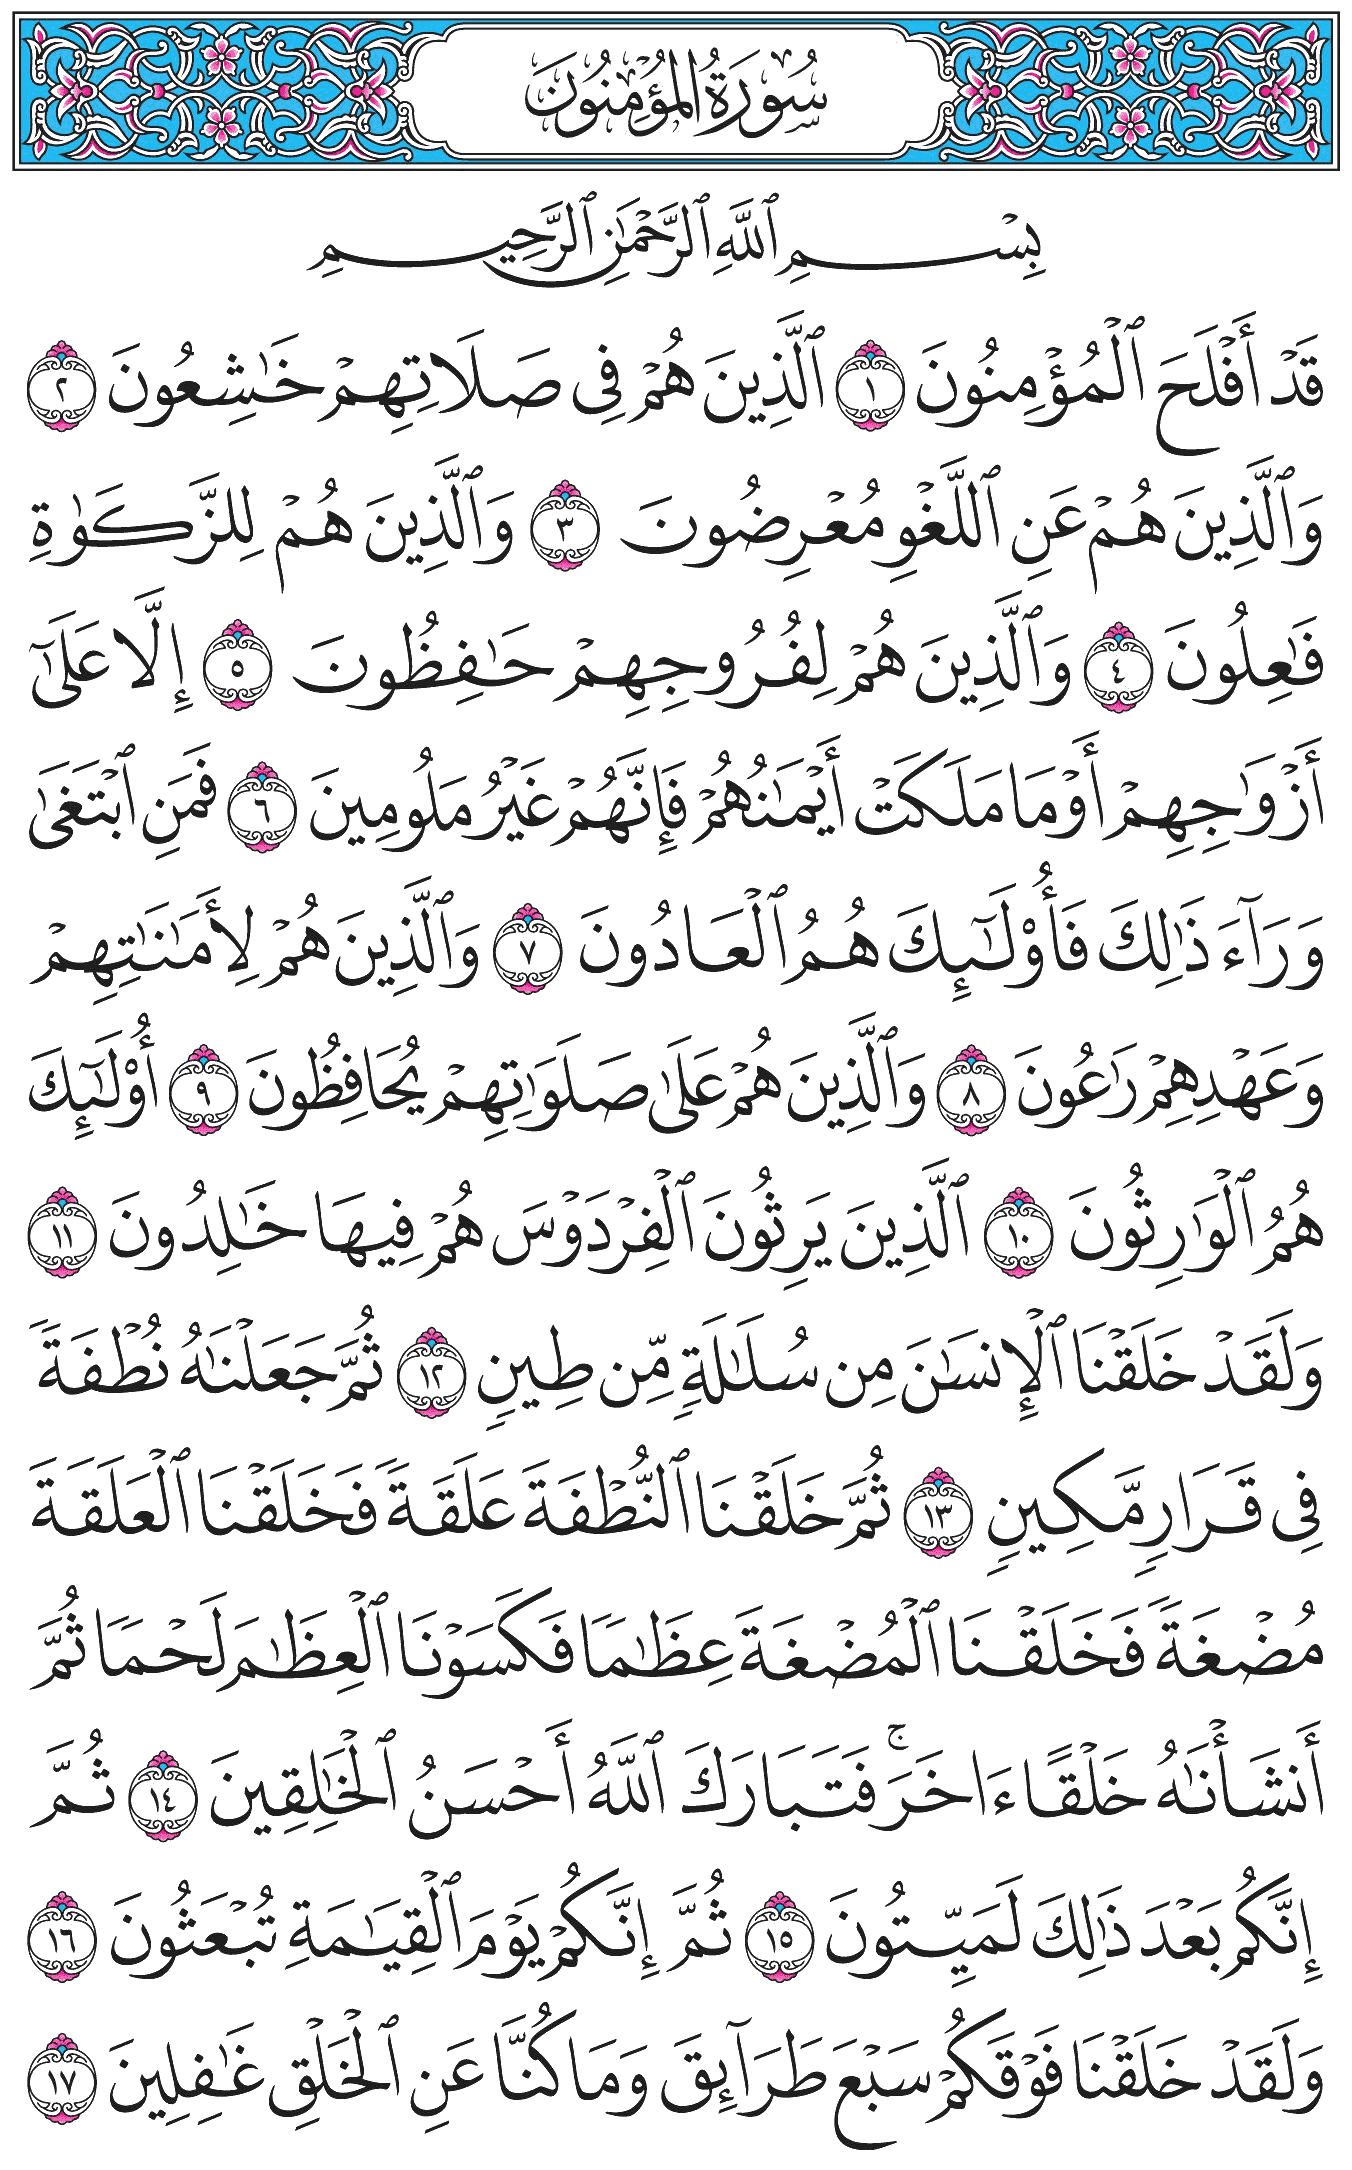 سُورَةُ المُؤْمِنُونَ
بِسْمِ ٱللَّهِ ٱلرَّحْمَٰنِ ٱلرَّحِيمِ
قَدْ أَفْلَحَ ٱلْمُؤْمِنُونَ ١ ٱلَّذِينَ هُمْ فِى صَلَاتِهِمْ خَٰشِعُونَ ٢
وَٱلَّذِينَ هُمْ عَنِ ٱللَّغْوِ مُعْرِضُونَ ٣ وَٱلَّذِينَ هُمْ لِلزَّكَوٰةِ
فَٰعِلُونَ ٤ وَٱلَّذِينَ هُمْ لِفُرُوجِهِمْ حَٰفِظُونَ ٥ إِلَّا عَلَىٰٓ
أَزْوَٰجِهِمْ أَوْ مَا مَلَكَتْ أَيْمَٰنُهُمْ فَإِنَّهُمْ غَيْرُ مَلُومِينَ ٦ فَمَنِ ٱبْتَغَىٰ
وَرَآءَ ذَٰلِكَ فَأُو۟لَٰٓئِكَ هُمُ ٱلْعَادُونَ ٧ وَٱلَّذِينَ هُمْ لِأَمَٰنَٰتِهِمْ
وَعَهْدِهِمْ رَٰعُونَ ٨ وَٱلَّذِينَ هُمْ عَلَىٰ صَلَوَٰتِهِمْ يُحَافِظُونَ ٩ أُو۟لَٰٓئِكَ
هُمُ ٱلْوَٰرِثُونَ ١٠ ٱلَّذِينَ يَرِثُونَ ٱلْفِرْدَوْسَ هُمْ فِيهَا خَٰلِدُونَ ١١
وَلَقَدْ خَلَقْنَا ٱلْإِنسَٰنَ مِن سُلَٰلَةٍ مِّن طِينٍ ١٢ ثُمَّ جَعَلْنَٰهُ نُطْفَةً
فِى قَرَارٍ مَّكِينٍ ١٣ ثُمَّ خَلَقْنَا ٱلنُّطْفَةَ عَلَقَةً فَخَلَقْنَا ٱلْعَلَقَةَ
مُضْغَةً فَخَلَقْنَا ٱلْمُضْغَةَ عِظَٰمًا فَكَسَوْنَا ٱلْعِظَٰمَ لَحْمًا ثُمَّ
أَنشَأْنَٰهُ خَلْقًا ءَاخَرَ ۚ فَتَبَارَكَ ٱللَّهُ أَحْسَنُ ٱلْخَٰلِقِينَ ١٤ ثُمَّ
إِنَّكُم بَعْدَ ذَٰلِكَ لَمَيِّتُونَ ١٥ ثُمَّ إِنَّكُمْ يَوْمَ ٱلْقِيَٰمَةِ تُبْعَثُونَ ١٦
وَلَقَدْ خَلَقْنَا فَوْقَكُمْ سَبْعَ طَرَآئِقَ وَمَا كُنَّا عَنِ ٱلْخَلْقِ غَٰفِلِينَ ١٧